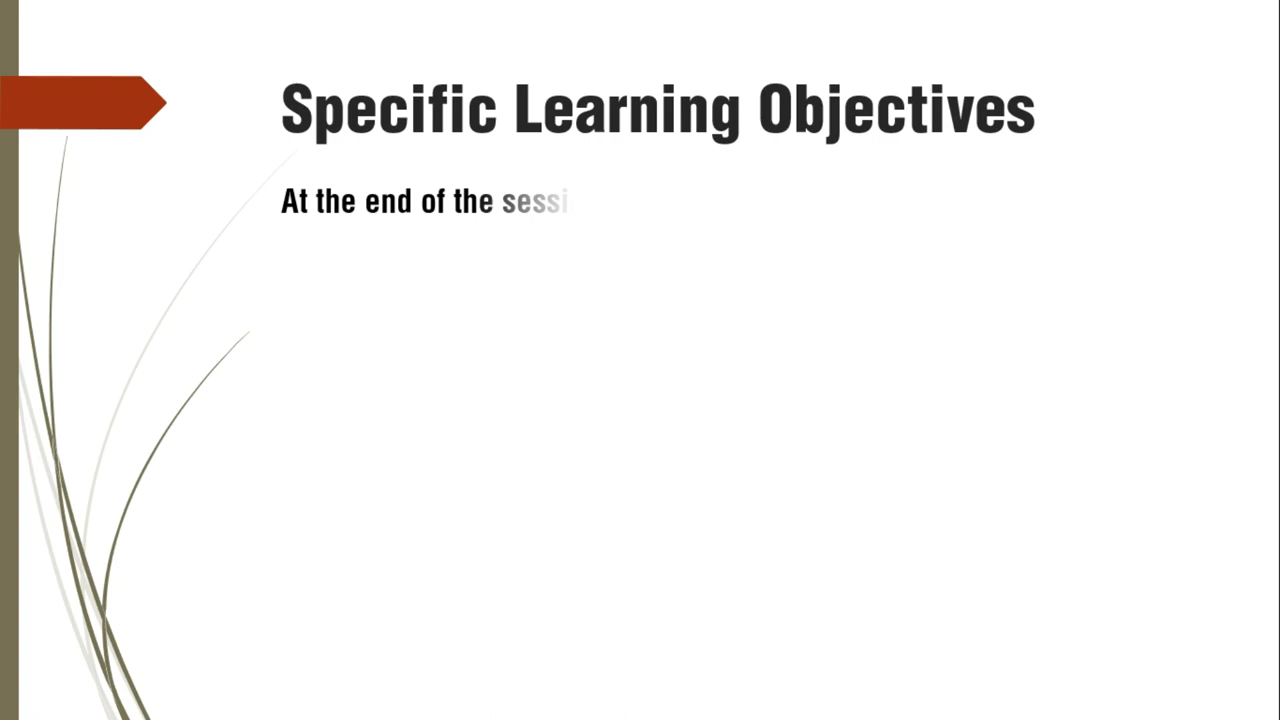 Specific Learning Objectives
At the end of the sessi